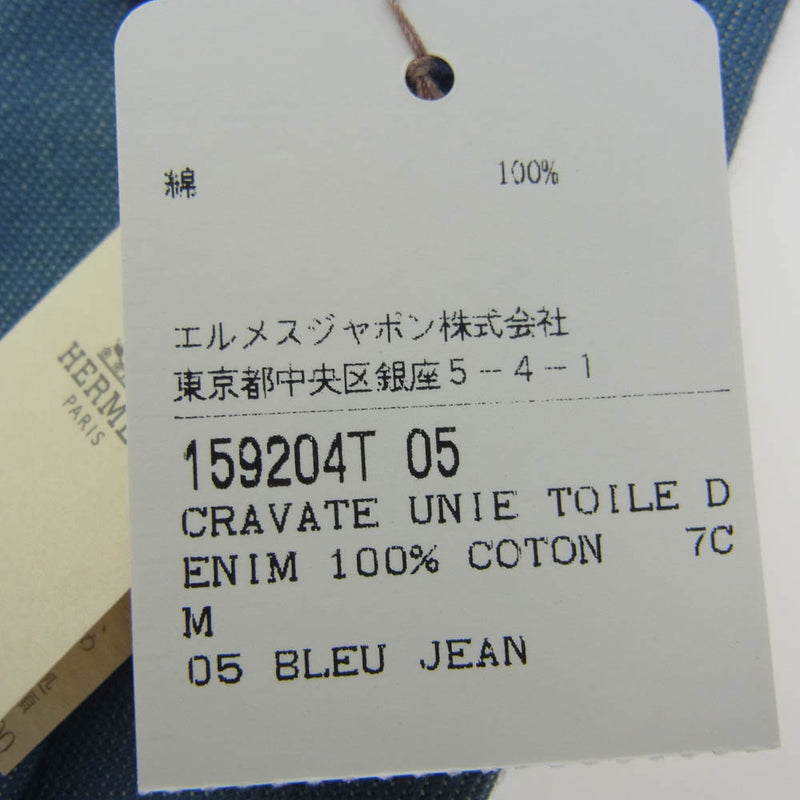 綿 100%
エルメスジャポン株式会社
東京都中央区銀座5-4-1
159204T 05
CRAVATE UNIE TOILE D
ENIM 100% COTON 7C
M
05 BLEU JEAN
HERME
PARIS